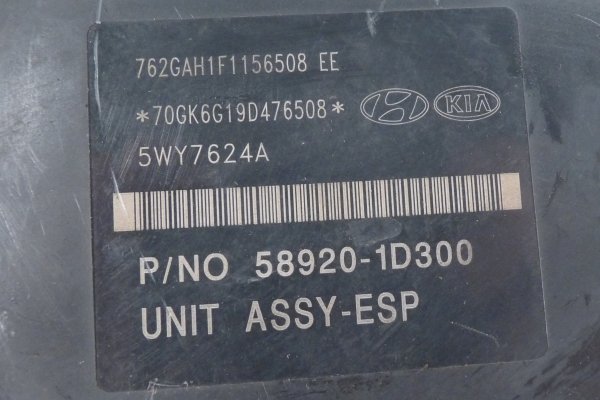 762GAH1F1156508 EE
*70GK6G19D476508* H KIA
5WY7624A
P/NO 58920-1D300
UNIT ASSY-ESP